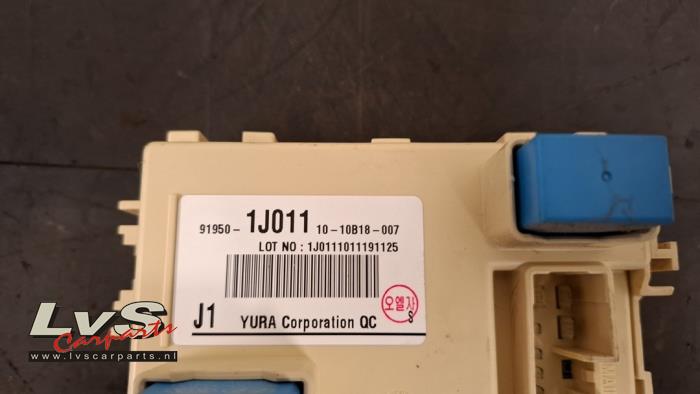 91950- 1J011 10-10B18-007
LOT NO : 1J0111011191125
J1 YURA Corporation QC
오엘자
S
LvS
Carparts
www.lvscarparts.nl